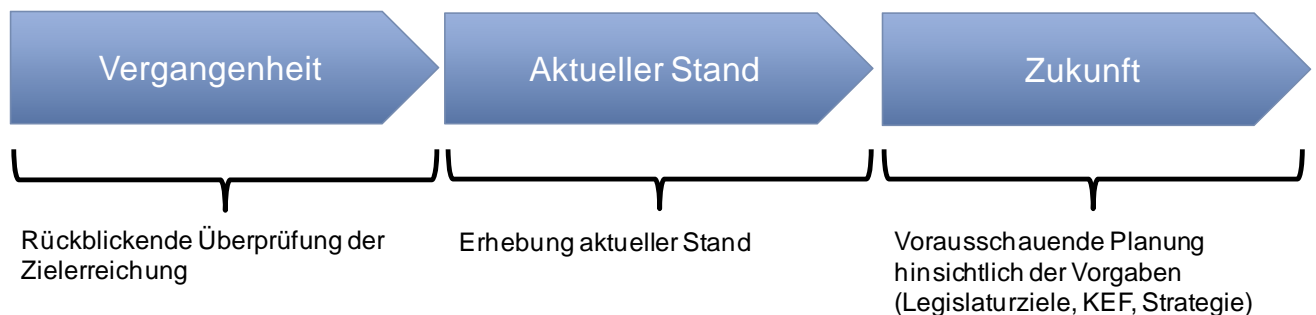 Vergangenheit
Aktueller Stand
Zukunft
Rückblickende Überprüfung der
Zielerreichung
Erhebung aktueller Stand
Vorausschauende Planung
hinsichtlich der Vorgaben
(Legislaturziele, KEF, Strategie)